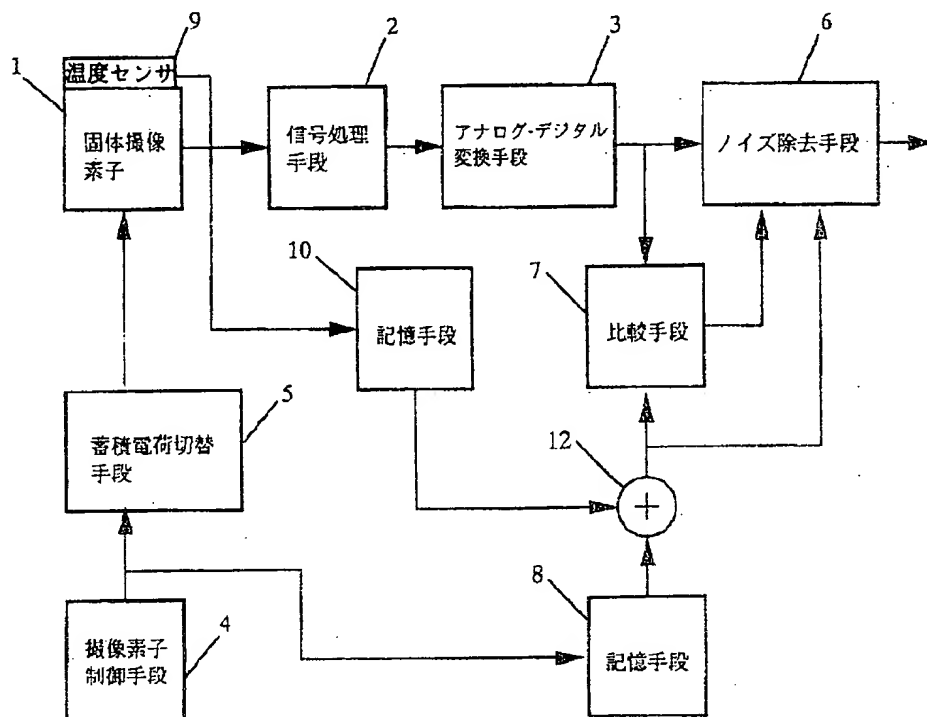 9
2
3
6
1
温度センサ
固体撮像
素子
信号処理
手段
アナログ-デジタル
変換手段
ノイズ除去手段
10
7
記憶手段
比較手段
5
蓄積電荷切替
手段
12
+
8
4
撮像素子
制御手段
記憶手段